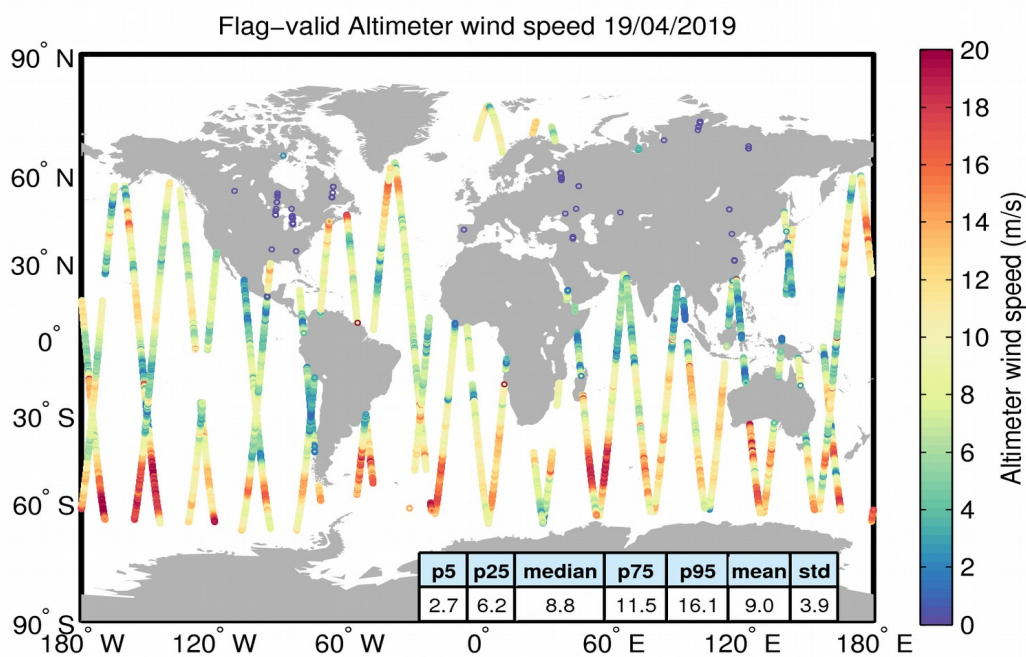 Flag−valid Altimeter wind speed 19/04/2019
90° N
60° N
30° N
0°
30° S
60° S
90° S
180° W
120° W
60° W
0°
60° E
120° E
180° E
p5 p25 median p75 p95 mean std
2.7 6.2 8.8 11.5 16.1 9.0 3.9
20
18
16
14
12
10
8
6
4
2
0
Altimeter wind speed (m/s)